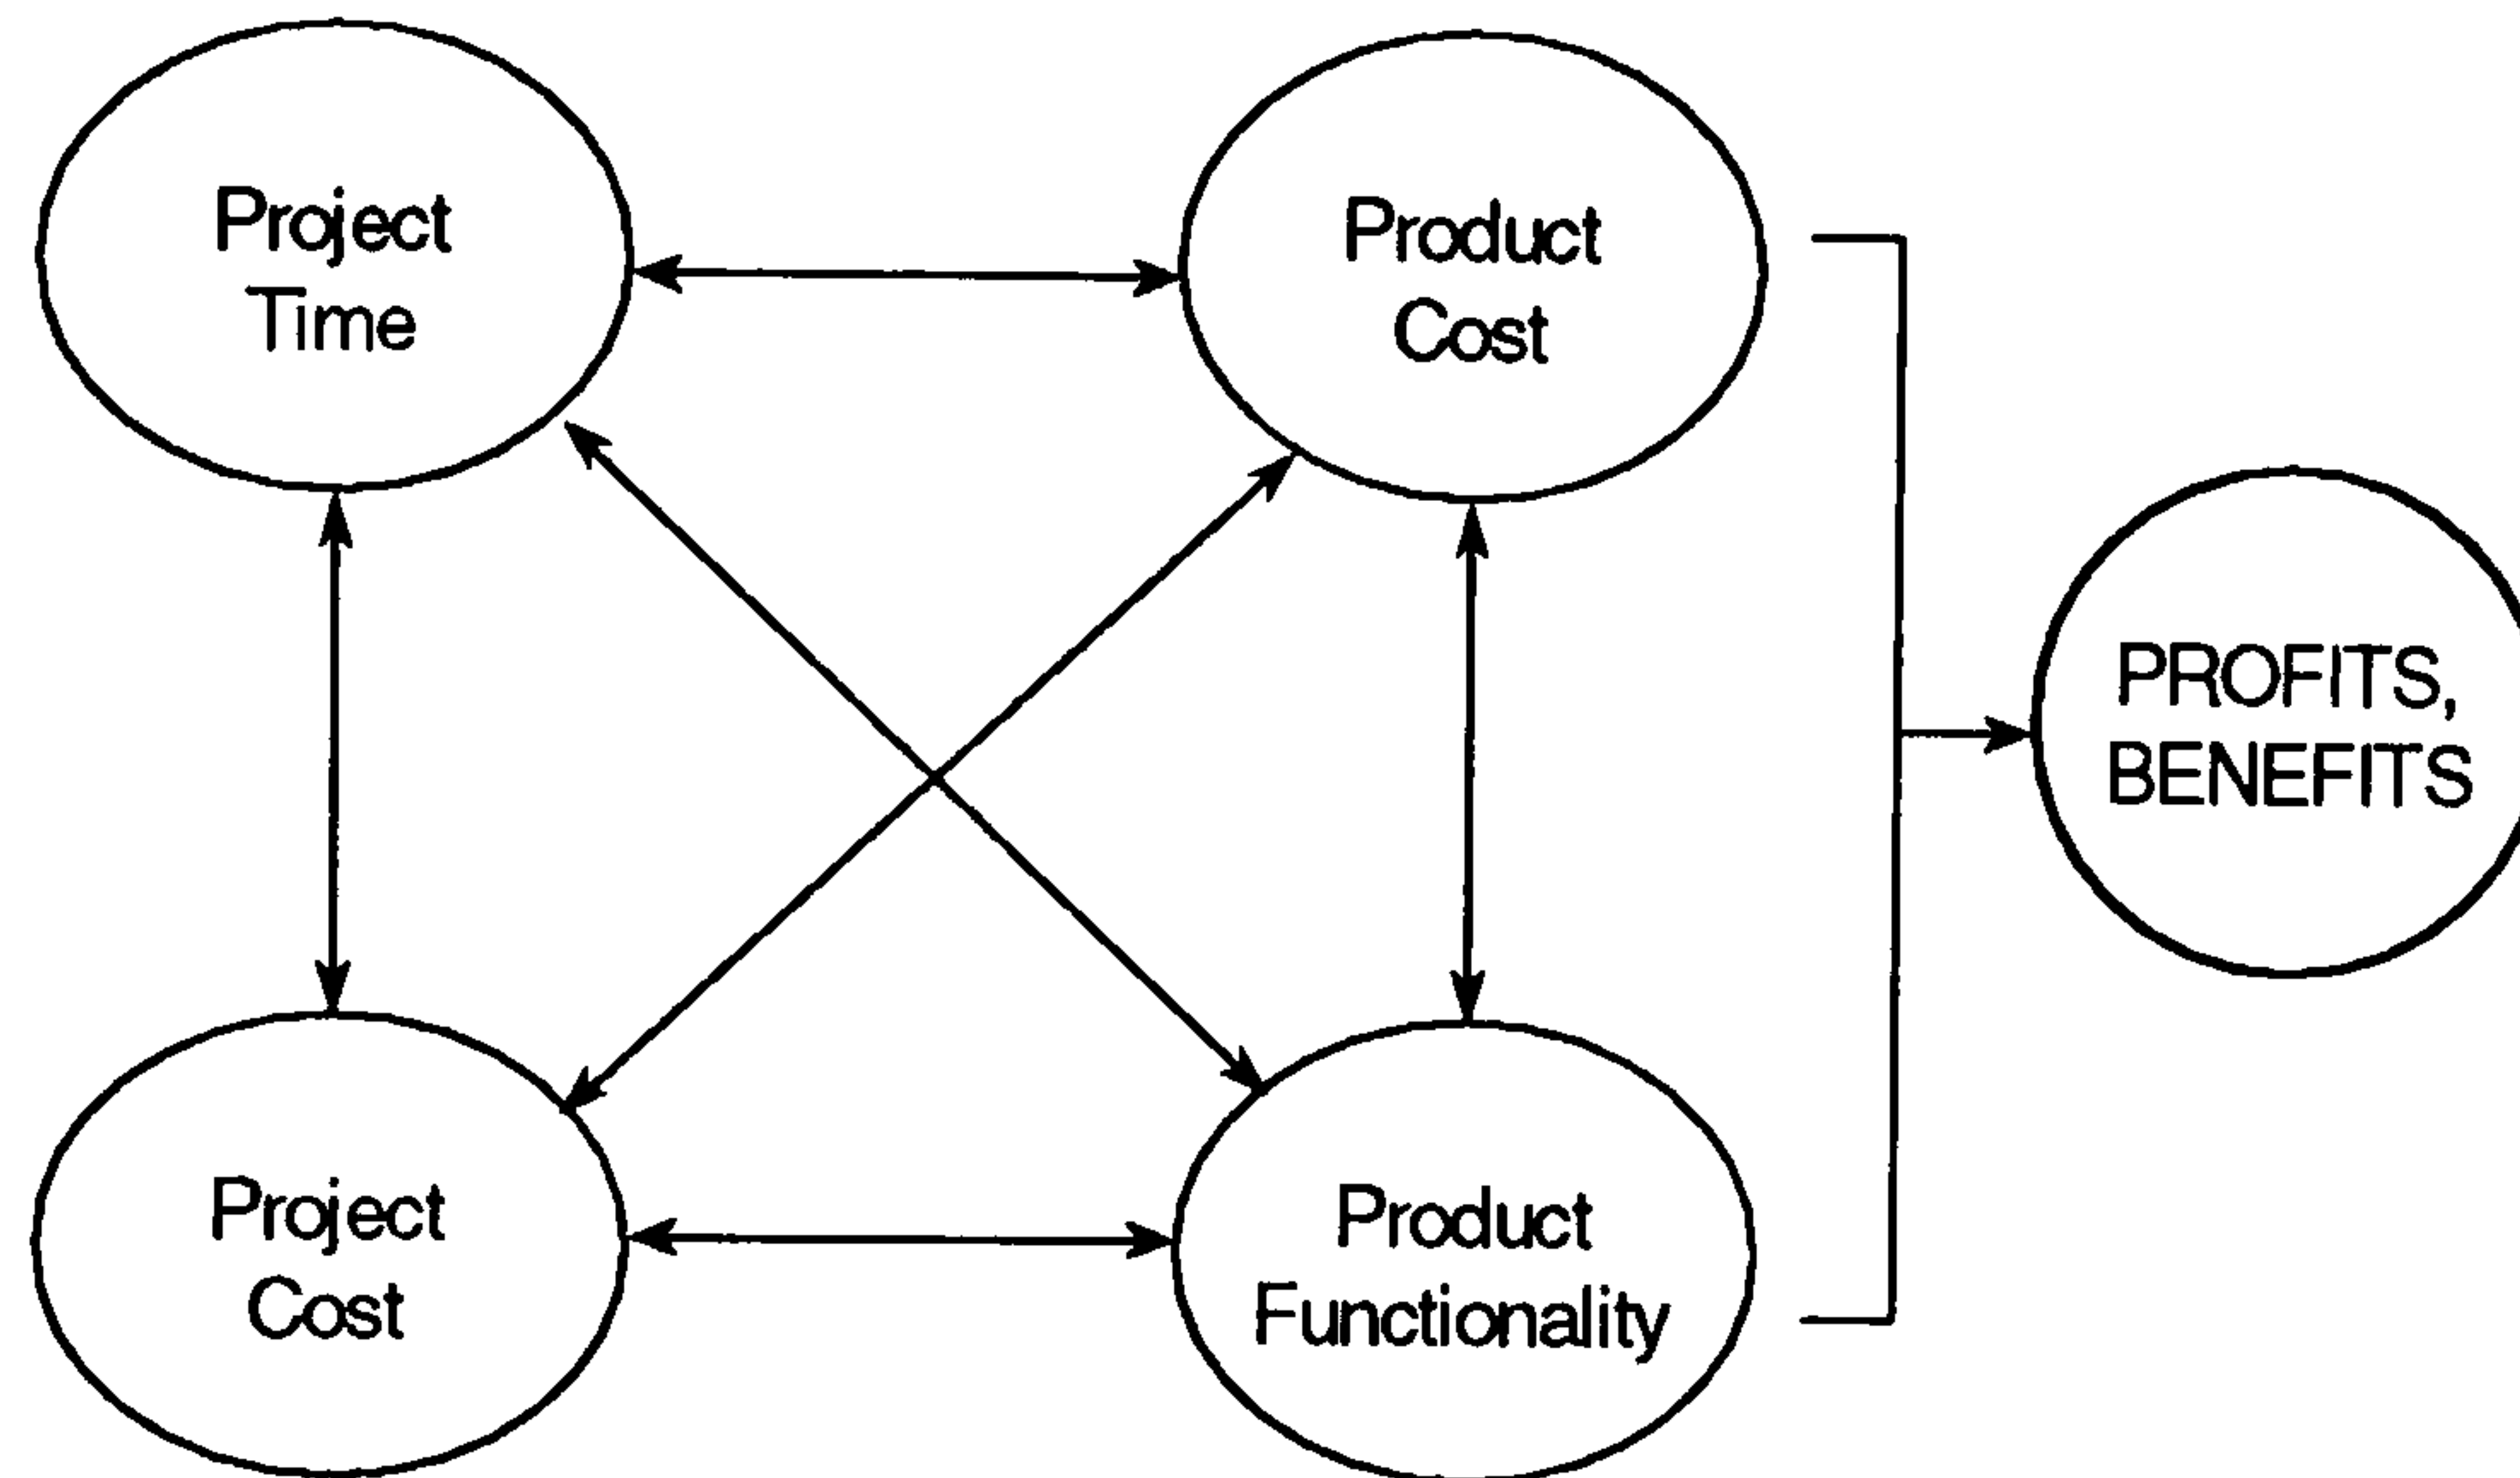 Project
Time
Product
Cost
PROFITS,
BENEFITS
Project
Cost
Product
Functionality